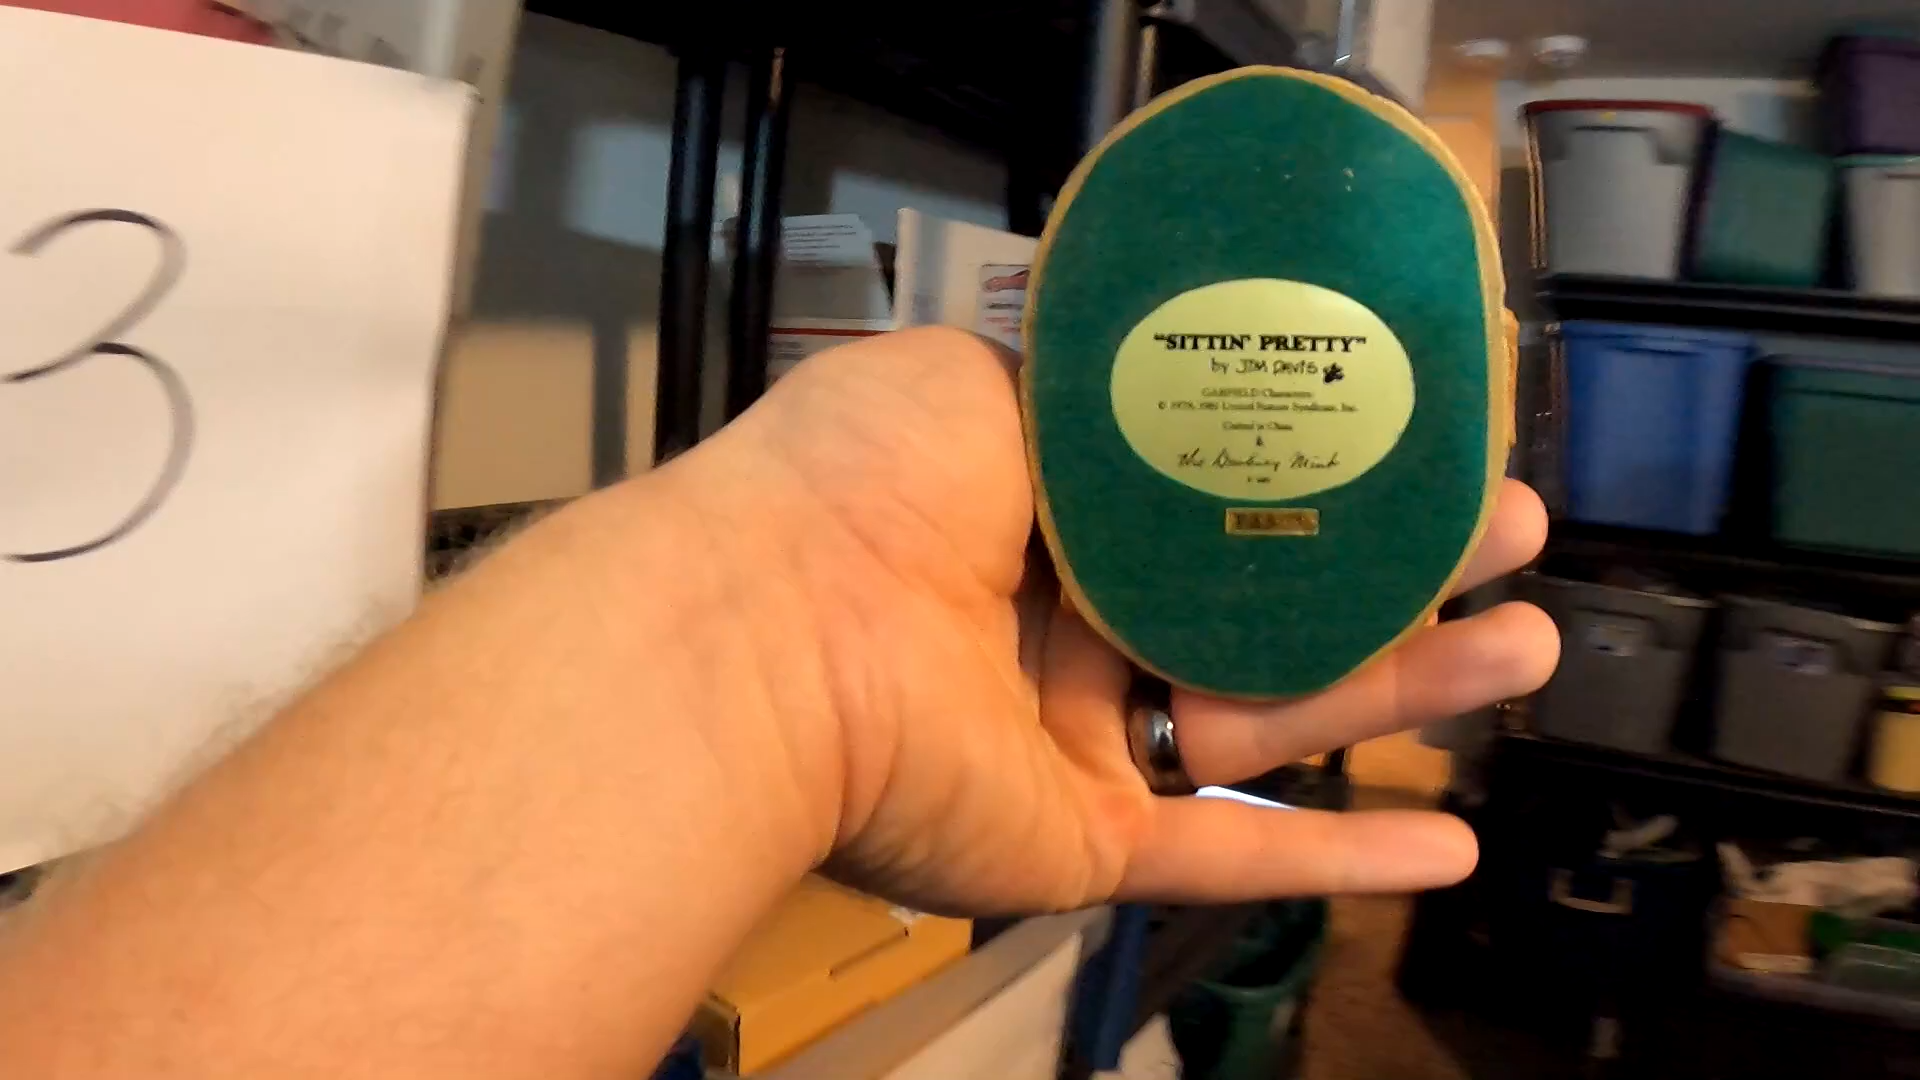 3
"SITTIN' PRETTY"
by JIM DAVIS
GARFIELD Characters
© 1978, 1981 United Feature Syndicate, Inc.
Crafted in China
&
The Danbury Mint